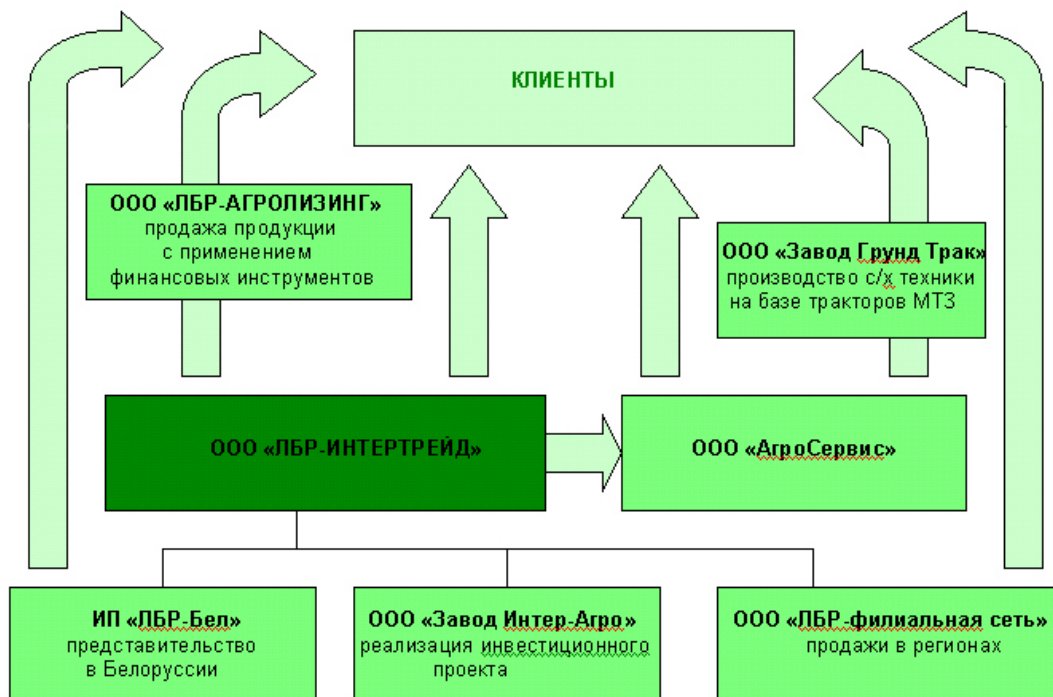 КЛИЕНТЫ
ООО «ЛБР-АГРОЛИЗИНГ»
продажа продукции
с применением
финансовых инструментов
ООО «Завод Грунд Трак»
производство с/х техники
на базе тракторов МТЗ
ООО «ЛБР-ИНТЕРТРЕЙД»
ООО «АгроСервис»
ИП «ЛБР-Бел»
представительство
в Белоруссии
ООО «Завод Интер-Агро»
реализация инвестиционного
проекта
ООО «ЛБР-филиальная сеть»
продажи в регионах